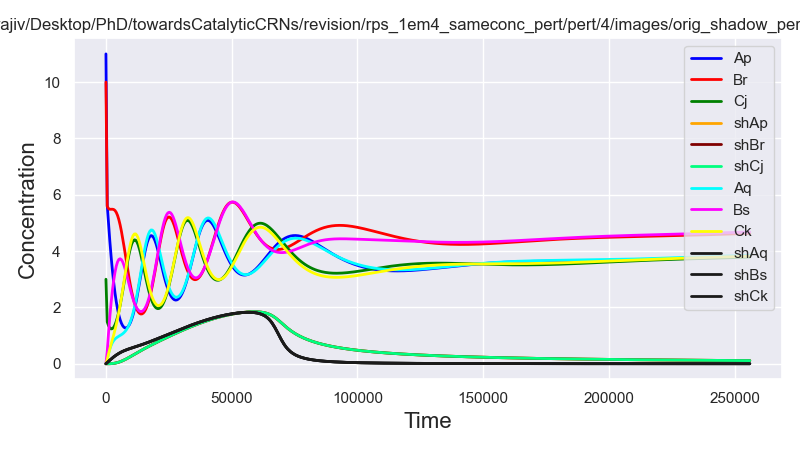 rajiv/Desktop/PhD/towardsCatalyticCRNs/revision/rps_1em4_sameconc_pert/pert/4/images/orig_shadow_per
Concentration
10
8
6
4
2
0
0
50000
100000
150000
200000
250000
Time
Ap
Br
Cj
shAp
shBr
shCj
Aq
Bs
Ck
shAq
shBs
shCk